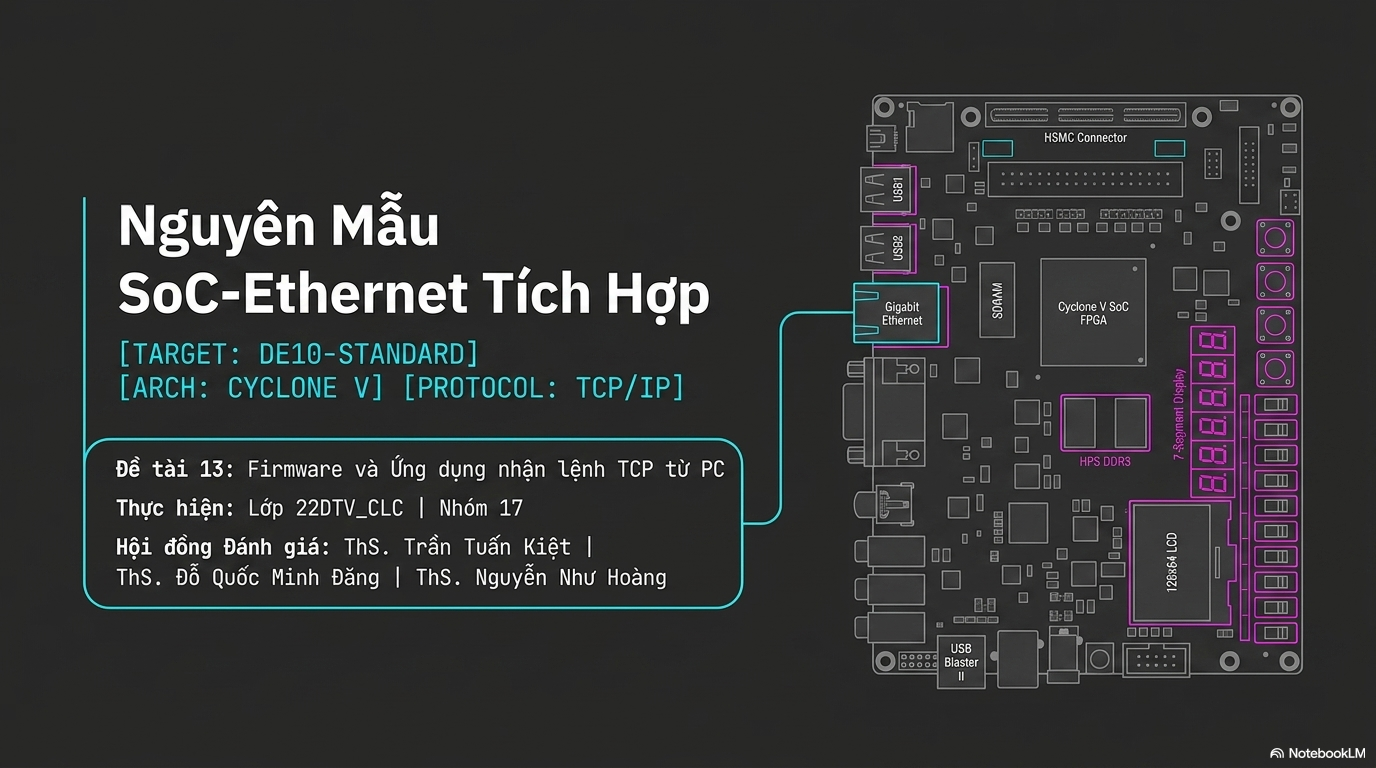 Nguyên Mẫu
SoC-Ethernet Tích Hợp
[TARGET: DE10-STANDARD]
[ARCH: CYCLONE V] [PROTOCOL: TCP/IP]
Đề tài 13: Firmware và Ứng dụng nhận lệnh TCP từ PC
Thực hiện: Lớp 22DTV_CLC | Nhóm 17
Hội đồng Đánh giá: ThS. Trần Tuấn Kiệt |
ThS. Đỗ Quốc Minh Đăng | ThS. Nguyễn Như Hoàng
HSMC Connector
USB1
USB2
Gigabit
Ethernet
SDRAM
Cyclone V SoC
FPGA
7-Segment Display
HPS DDR3
128x64 LCD
USB
Blaster
II
NotebookLM